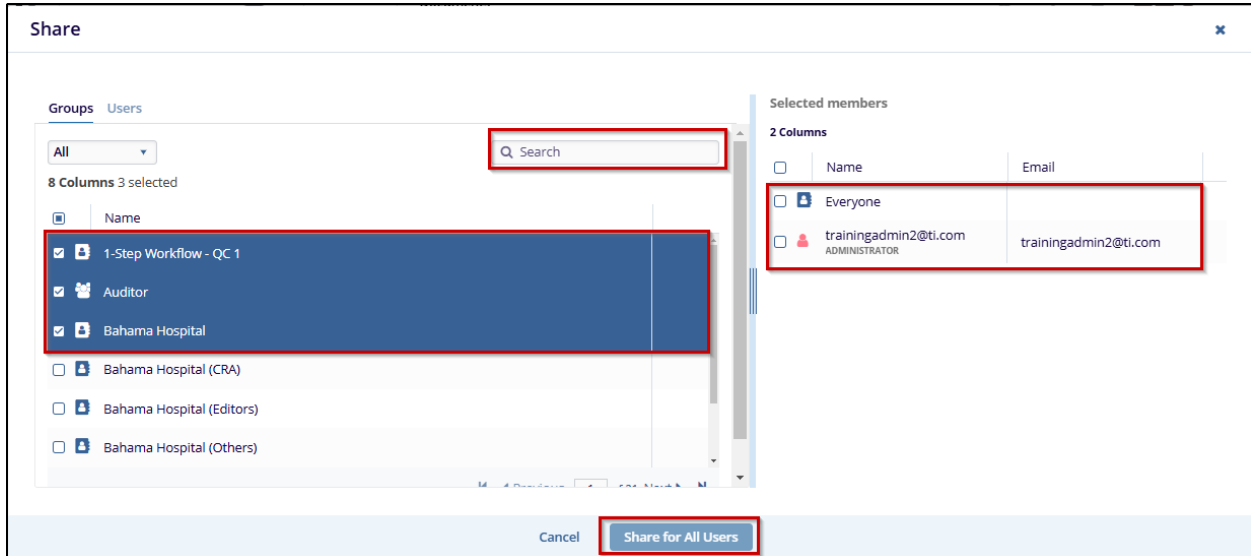 Share
Groups Users
All
Search
8 Columns 3 selected
Name
1-Step Workflow - QC 1
Auditor
Bahama Hospital
Bahama Hospital (CRA)
Bahama Hospital (Editors)
Bahama Hospital (Others)
Selected members
2 Columns
Name Email
Everyone
trainingadmin2@ti.com trainingadmin2@ti.com
ADMINISTRATOR
Cancel Share for All Users